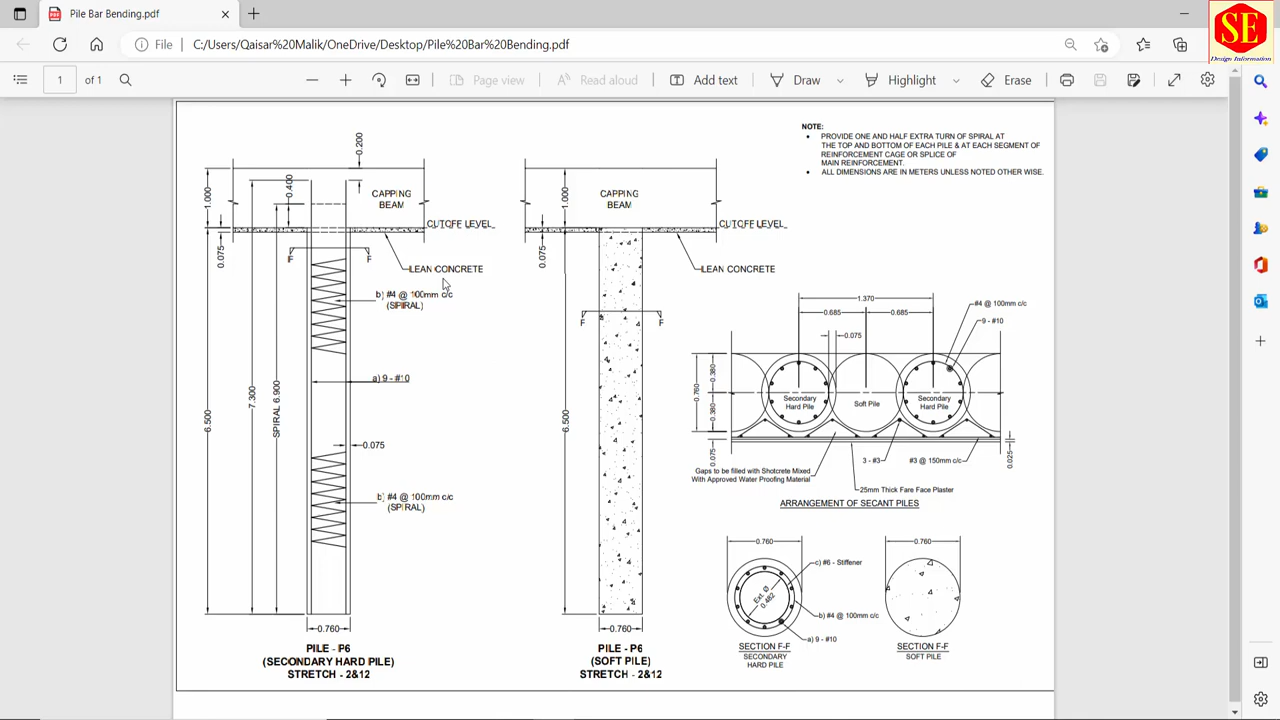 Pile Bar Bending.pdf
SE
Design Information
File
C:/Users/Qaisar%20Malik/OneDrive/Desktop/Pile%20Bar%20Bending.pdf
1
of 1
Page view
Read aloud
Add text
Draw
Highlight
Erase
NOTE:
• PROVIDE ONE AND HALF EXTRA TURN OF SPIRAL AT
THE TOP AND BOTTOM OF EACH PILE & AT EACH SEGMENT OF
REINFORCEMENT CAGE OR SPLICE OF
MAIN REINFORCEMENT.
• ALL DIMENSIONS ARE IN METERS UNLESS NOTED OTHER WISE.
0.200
0.400
1.000
CAPPING
BEAM
CUTOFF LEVEL
0.075
F
F
LEAN CONCRETE
b) #4 @ 100mm c/c
(SPIRAL)
a) 9 - #10
6.500
7.300
SPIRAL 6.900
0.075
b) #4 @ 100mm c/c
(SPIRAL)
0.760
PILE - P6
(SECONDARY HARD PILE)
STRETCH - 2&12
1.000
CAPPING
BEAM
CUTOFF LEVEL
0.075
LEAN CONCRETE
F
F
6.500
0.760
PILE - P6
(SOFT PILE)
STRETCH - 2&12
1.370
0.685
0.685
#4 @ 100mm c/c
9 - #10
0.075
0.760
0.380
0.380
Secondary
Hard Pile
Soft Pile
Secondary
Hard Pile
0.075
0.025
3 - #3
#3 @ 150mm c/c
Gaps to be filled with Shotcrete Mixed
With Approved Water Proofing Material
25mm Thick Fare Face Plaster
ARRANGEMENT OF SECANT PILES
0.760
c) #6 - Stiffener
Ext. Ø
0.482
b) #4 @ 100mm c/c
a) 9 - #10
SECTION F-F
SECONDARY
HARD PILE
0.760
SECTION F-F
SOFT PILE